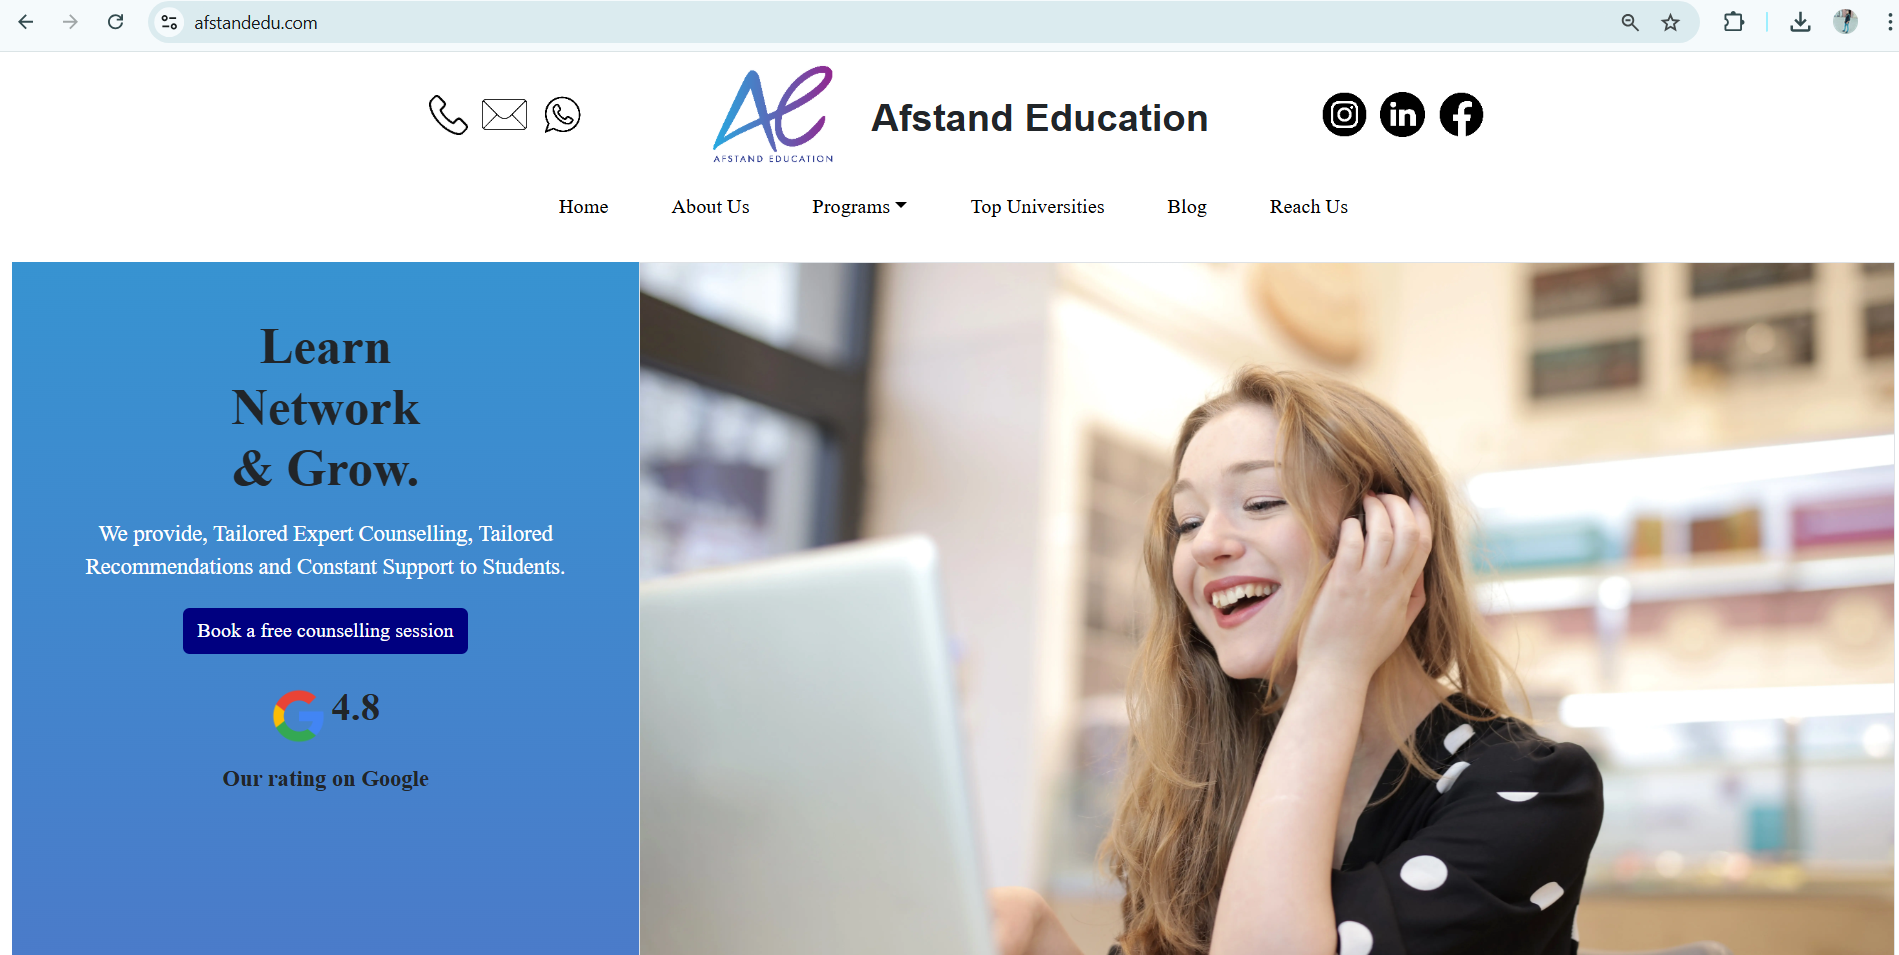 afstandedu.com
AE
AFSTAND EDUCATION
Afstand Education
Home
About Us
Programs
Top Universities
Blog
Reach Us
Learn
Network
& Grow.
We provide, Tailored Expert Counselling, Tailored
Recommendations and Constant Support to Students.
Book a free counselling session
G 4.8
Our rating on Google